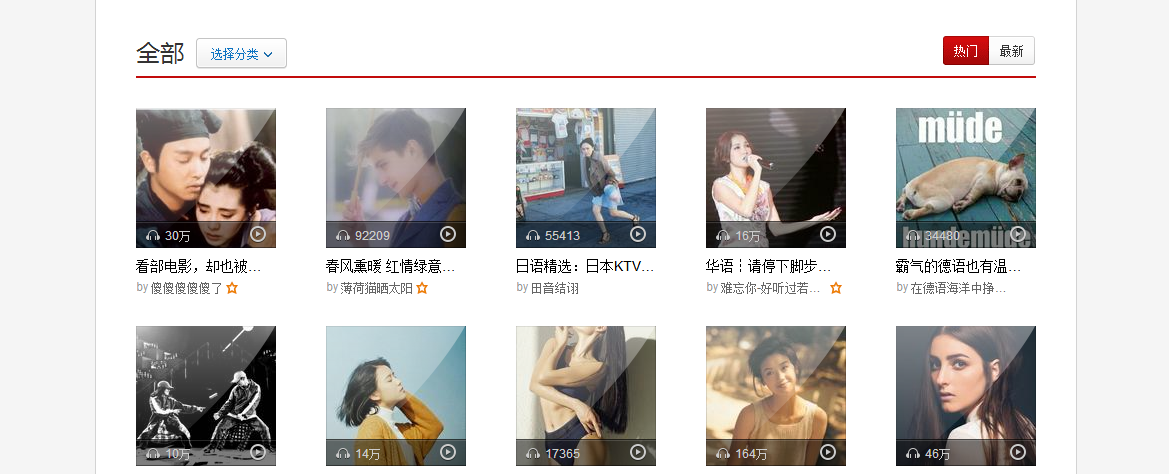 全部 选择分类 热门 最新
müde
hundemüde
30万 92209 55413 16万 34480
看部电影，却也被… 春风熏暖 红情绿意… 日语精选：日本KTV… 华语┆请停下脚步… 霸气的德语也有温…
by 傻傻傻傻傻了 by 薄荷猫晒太阳 by 田音结诩 by 难忘你-好听过若… by 在德语海洋中挣…
10万 14万 17365 164万 46万